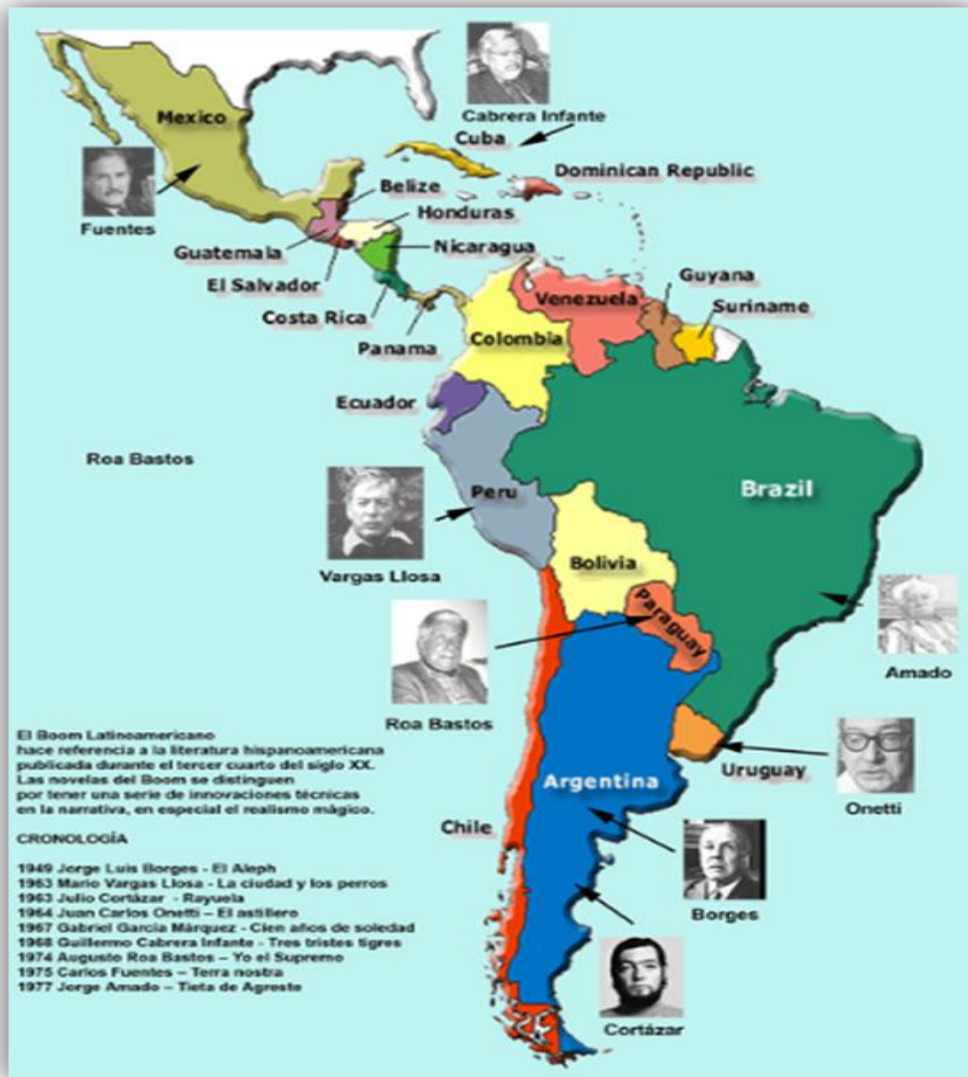 Cabrera Infante
Mexico
Cuba
Dominican Republic
Fuentes
Belize
Honduras
Guatemala
Nicaragua
El Salvador
Costa Rica
Panama
Venezuela
Guyana
Suriname
Colombia
Ecuador
Roa Bastos
Peru
Brazil
Vargas Llosa
Bolivia
Paraguay
Amado
Roa Bastos
Uruguay
Onetti
Argentina
Chile
Borges
Cortázar
El Boom Latinoamericano
hace referencia a la literatura hispanoamericana
publicada durante el tercer cuarto del siglo XX.
Las novelas del Boom se distinguen
por tener una serie de innovaciones técnicas
en la narrativa, en especial el realismo mágico.
CRONOLOGÍA
1949 Jorge Luis Borges - El Aleph
1963 Mario Vargas Llosa - La ciudad y los perros
1963 Julio Cortázar - Rayuela
1964 Juan Carlos Onetti – El astillero
1967 Gabriel García Márquez - Cien años de soledad
1968 Guillermo Cabrera Infante - Tres tristes tigres
1974 Augusto Roa Bastos – Yo el Supremo
1975 Carlos Fuentes – Terra nostra
1977 Jorge Amado – Tieta de Agreste